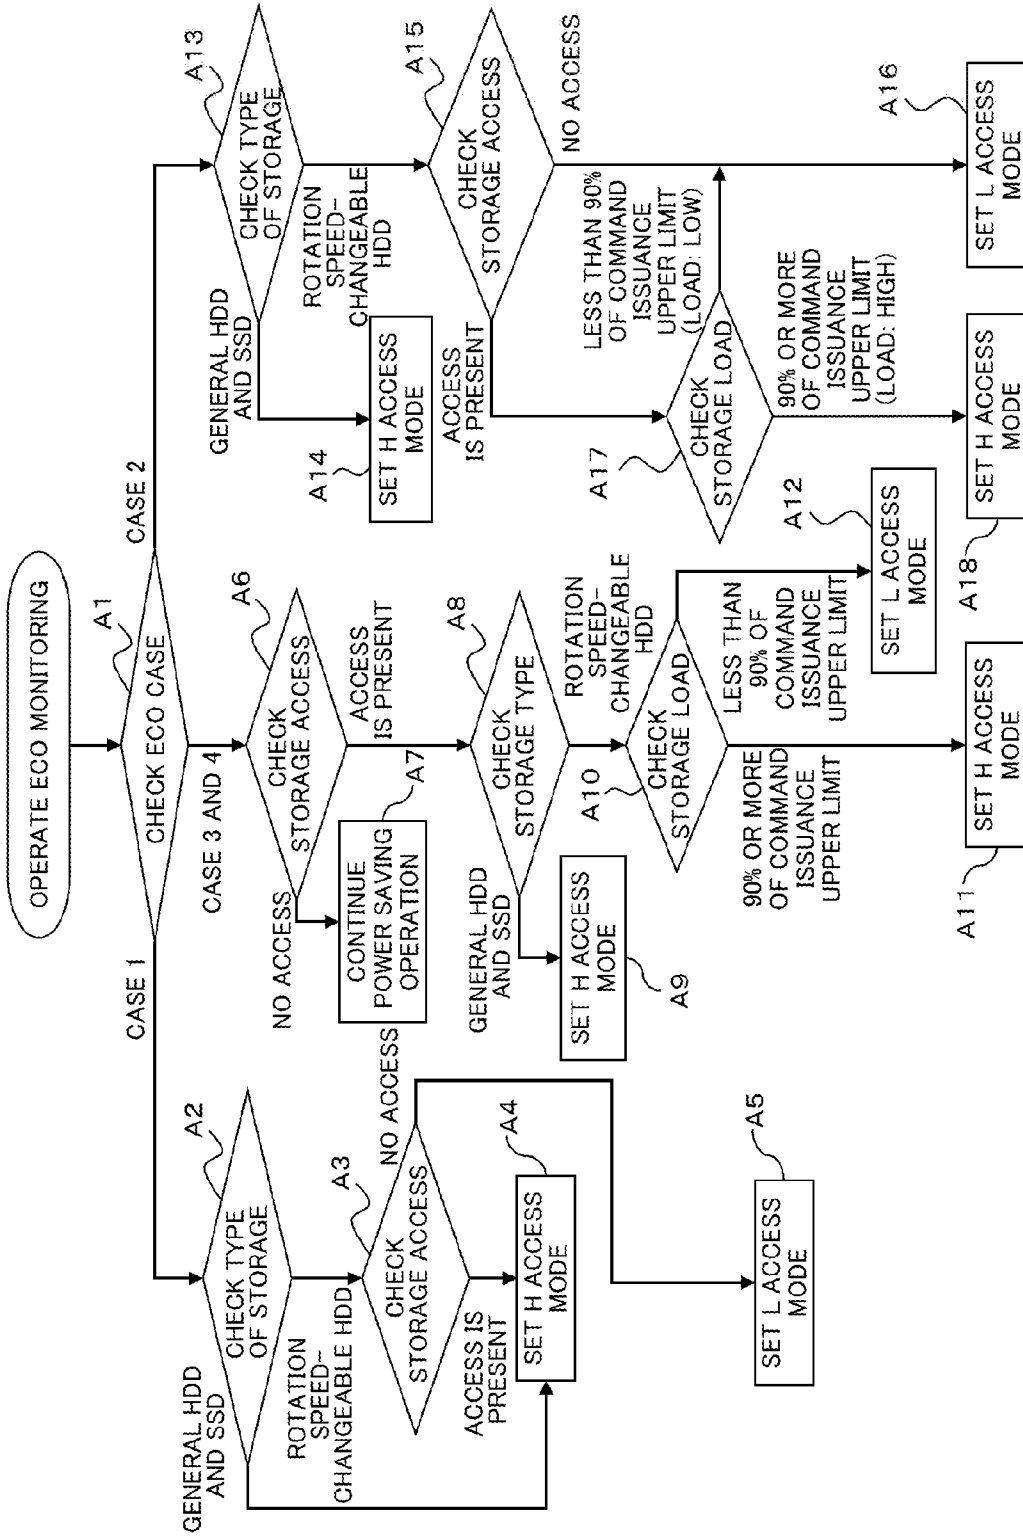 OPERATE ECO MONITORING
A1
CHECK ECO CASE
CASE 1
CASE 3 AND 4
CASE 2
A2
CHECK TYPE
OF STORAGE
GENERAL HDD
AND SSD
ROTATION
SPEED-
CHANGEABLE HDD
A3
CHECK
STORAGE ACCESS
NO ACCESS
ACCESS IS
PRESENT
A4
SET H ACCESS
MODE
A5
SET L ACCESS
MODE
A6
CHECK
STORAGE ACCESS
NO ACCESS
ACCESS
IS PRESENT
A7
CONTINUE
POWER SAVING
OPERATION
A8
CHECK
STORAGE TYPE
GENERAL HDD
AND SSD
ROTATION
SPEED-
CHANGEABLE
HDD
SET H ACCESS
MODE
A9
A10
CHECK
STORAGE LOAD
90% OR MORE
OF COMMAND
ISSUANCE
UPPER LIMIT
LESS THAN
90% OF
COMMAND
ISSUANCE
UPPER LIMIT
A11
SET H ACCESS
MODE
A12
SET L ACCESS
MODE
A13
CHECK TYPE
OF STORAGE
GENERAL HDD
AND SSD
ROTATION
SPEED-
CHANGEABLE
HDD
A14
SET H ACCESS
MODE
A15
CHECK
STORAGE ACCESS
ACCESS
IS PRESENT
NO ACCESS
A17
CHECK
STORAGE LOAD
LESS THAN 90%
OF COMMAND
ISSUANCE
UPPER LIMIT
(LOAD: LOW)
90% OR MORE
OF COMMAND
ISSUANCE
UPPER LIMIT
(LOAD: HIGH)
A18
SET H ACCESS
MODE
A16
SET L ACCESS
MODE